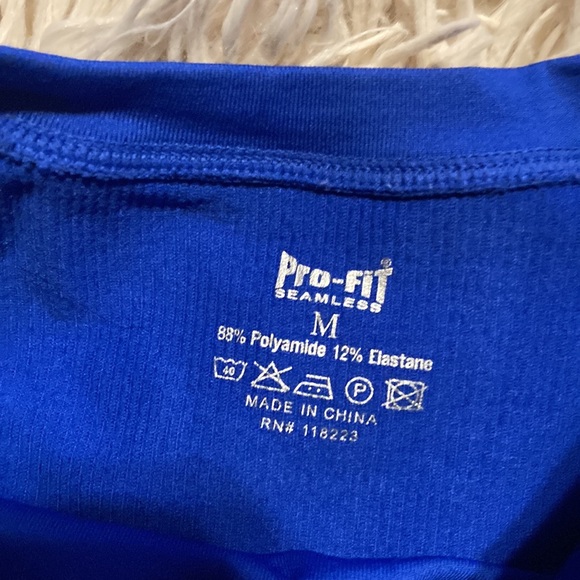 Pro-Fit®
SEAMLESS
M
88% Polyamide 12% Elastane
40 P
MADE IN CHINA
RN# 118223